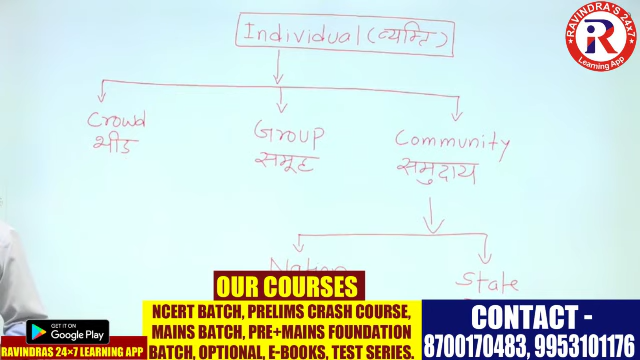 Individual (व्यक्ति)
Crowd
भीड
Group
समूह
Community
समुदाय
Nation
State
RAVINDRA'S 24x7
Learning App
OUR COURSES
NCERT BATCH, PRELIMS CRASH COURSE,
MAINS BATCH, PRE+MAINS FOUNDATION
BATCH, OPTIONAL, E-BOOKS, TEST SERIES.
CONTACT -
8700170483, 9953101176
GET IT ON
Google Play
RAVINDRAS 24×7 LEARNING APP